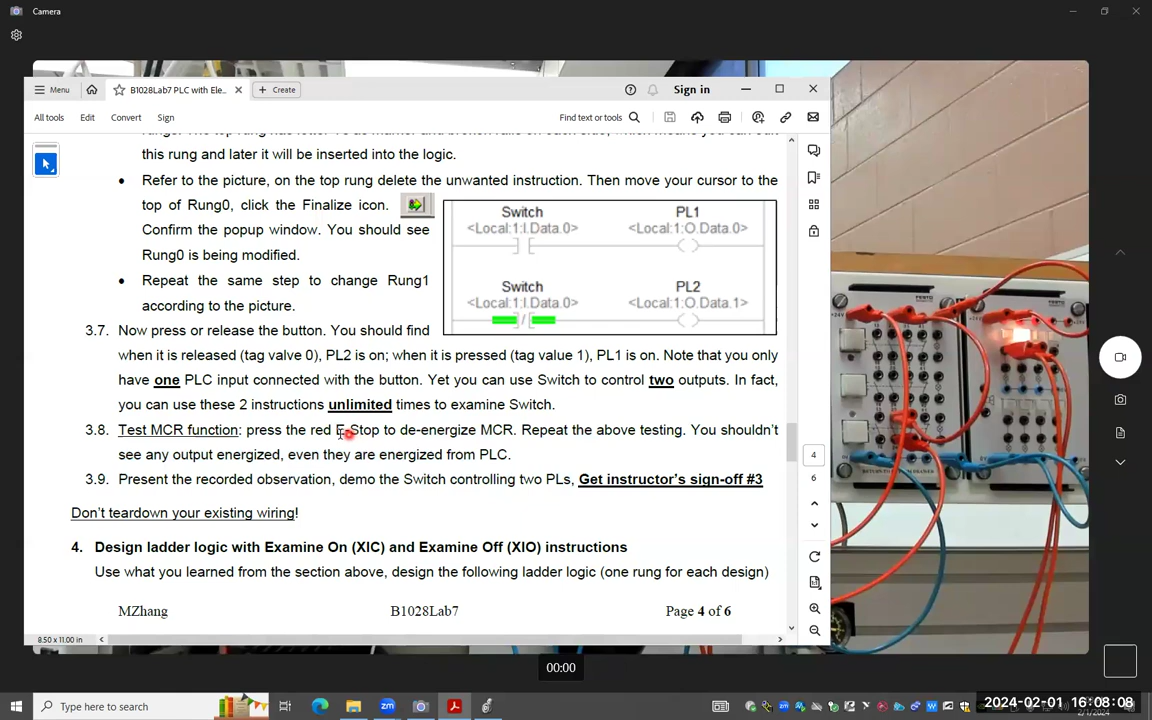 Camera
Menu
B1028Lab7 PLC with Ele...
Create
Sign in
All tools
Edit
Convert
Sign
Find text or tools
this rung and later it will be inserted into the logic.
• Refer to the picture, on the top rung delete the unwanted instruction. Then move your cursor to the
top of Rung0, click the Finalize icon.
Confirm the popup window. You should see
Rung0 is being modified.
• Repeat the same step to change Rung1
according to the picture.
Switch PL1
<Local:1:I.Data.0> <Local:1:O.Data.0>
Switch PL2
<Local:1:I.Data.0> <Local:1:O.Data.1>
3.7. Now press or release the button. You should find
when it is released (tag valve 0), PL2 is on; when it is pressed (tag value 1), PL1 is on. Note that you only
have one PLC input connected with the button. Yet you can use Switch to control two outputs. In fact,
you can use these 2 instructions unlimited times to examine Switch.
3.8. Test MCR function: press the red E-Stop to de-energize MCR. Repeat the above testing. You shouldn't
see any output energized, even they are energized from PLC.
3.9. Present the recorded observation, demo the Switch controlling two PLs, Get instructor's sign-off #3
Don't teardown your existing wiring!
4. Design ladder logic with Examine On (XIC) and Examine Off (XIO) instructions
Use what you learned from the section above, design the following ladder logic (one rung for each design)
MZhang B1028Lab7 Page 4 of 6
4
6
8.50 x 11.00 in
FESTO
FESTO
00:00
Type here to search
2024-02-01 16:08:08